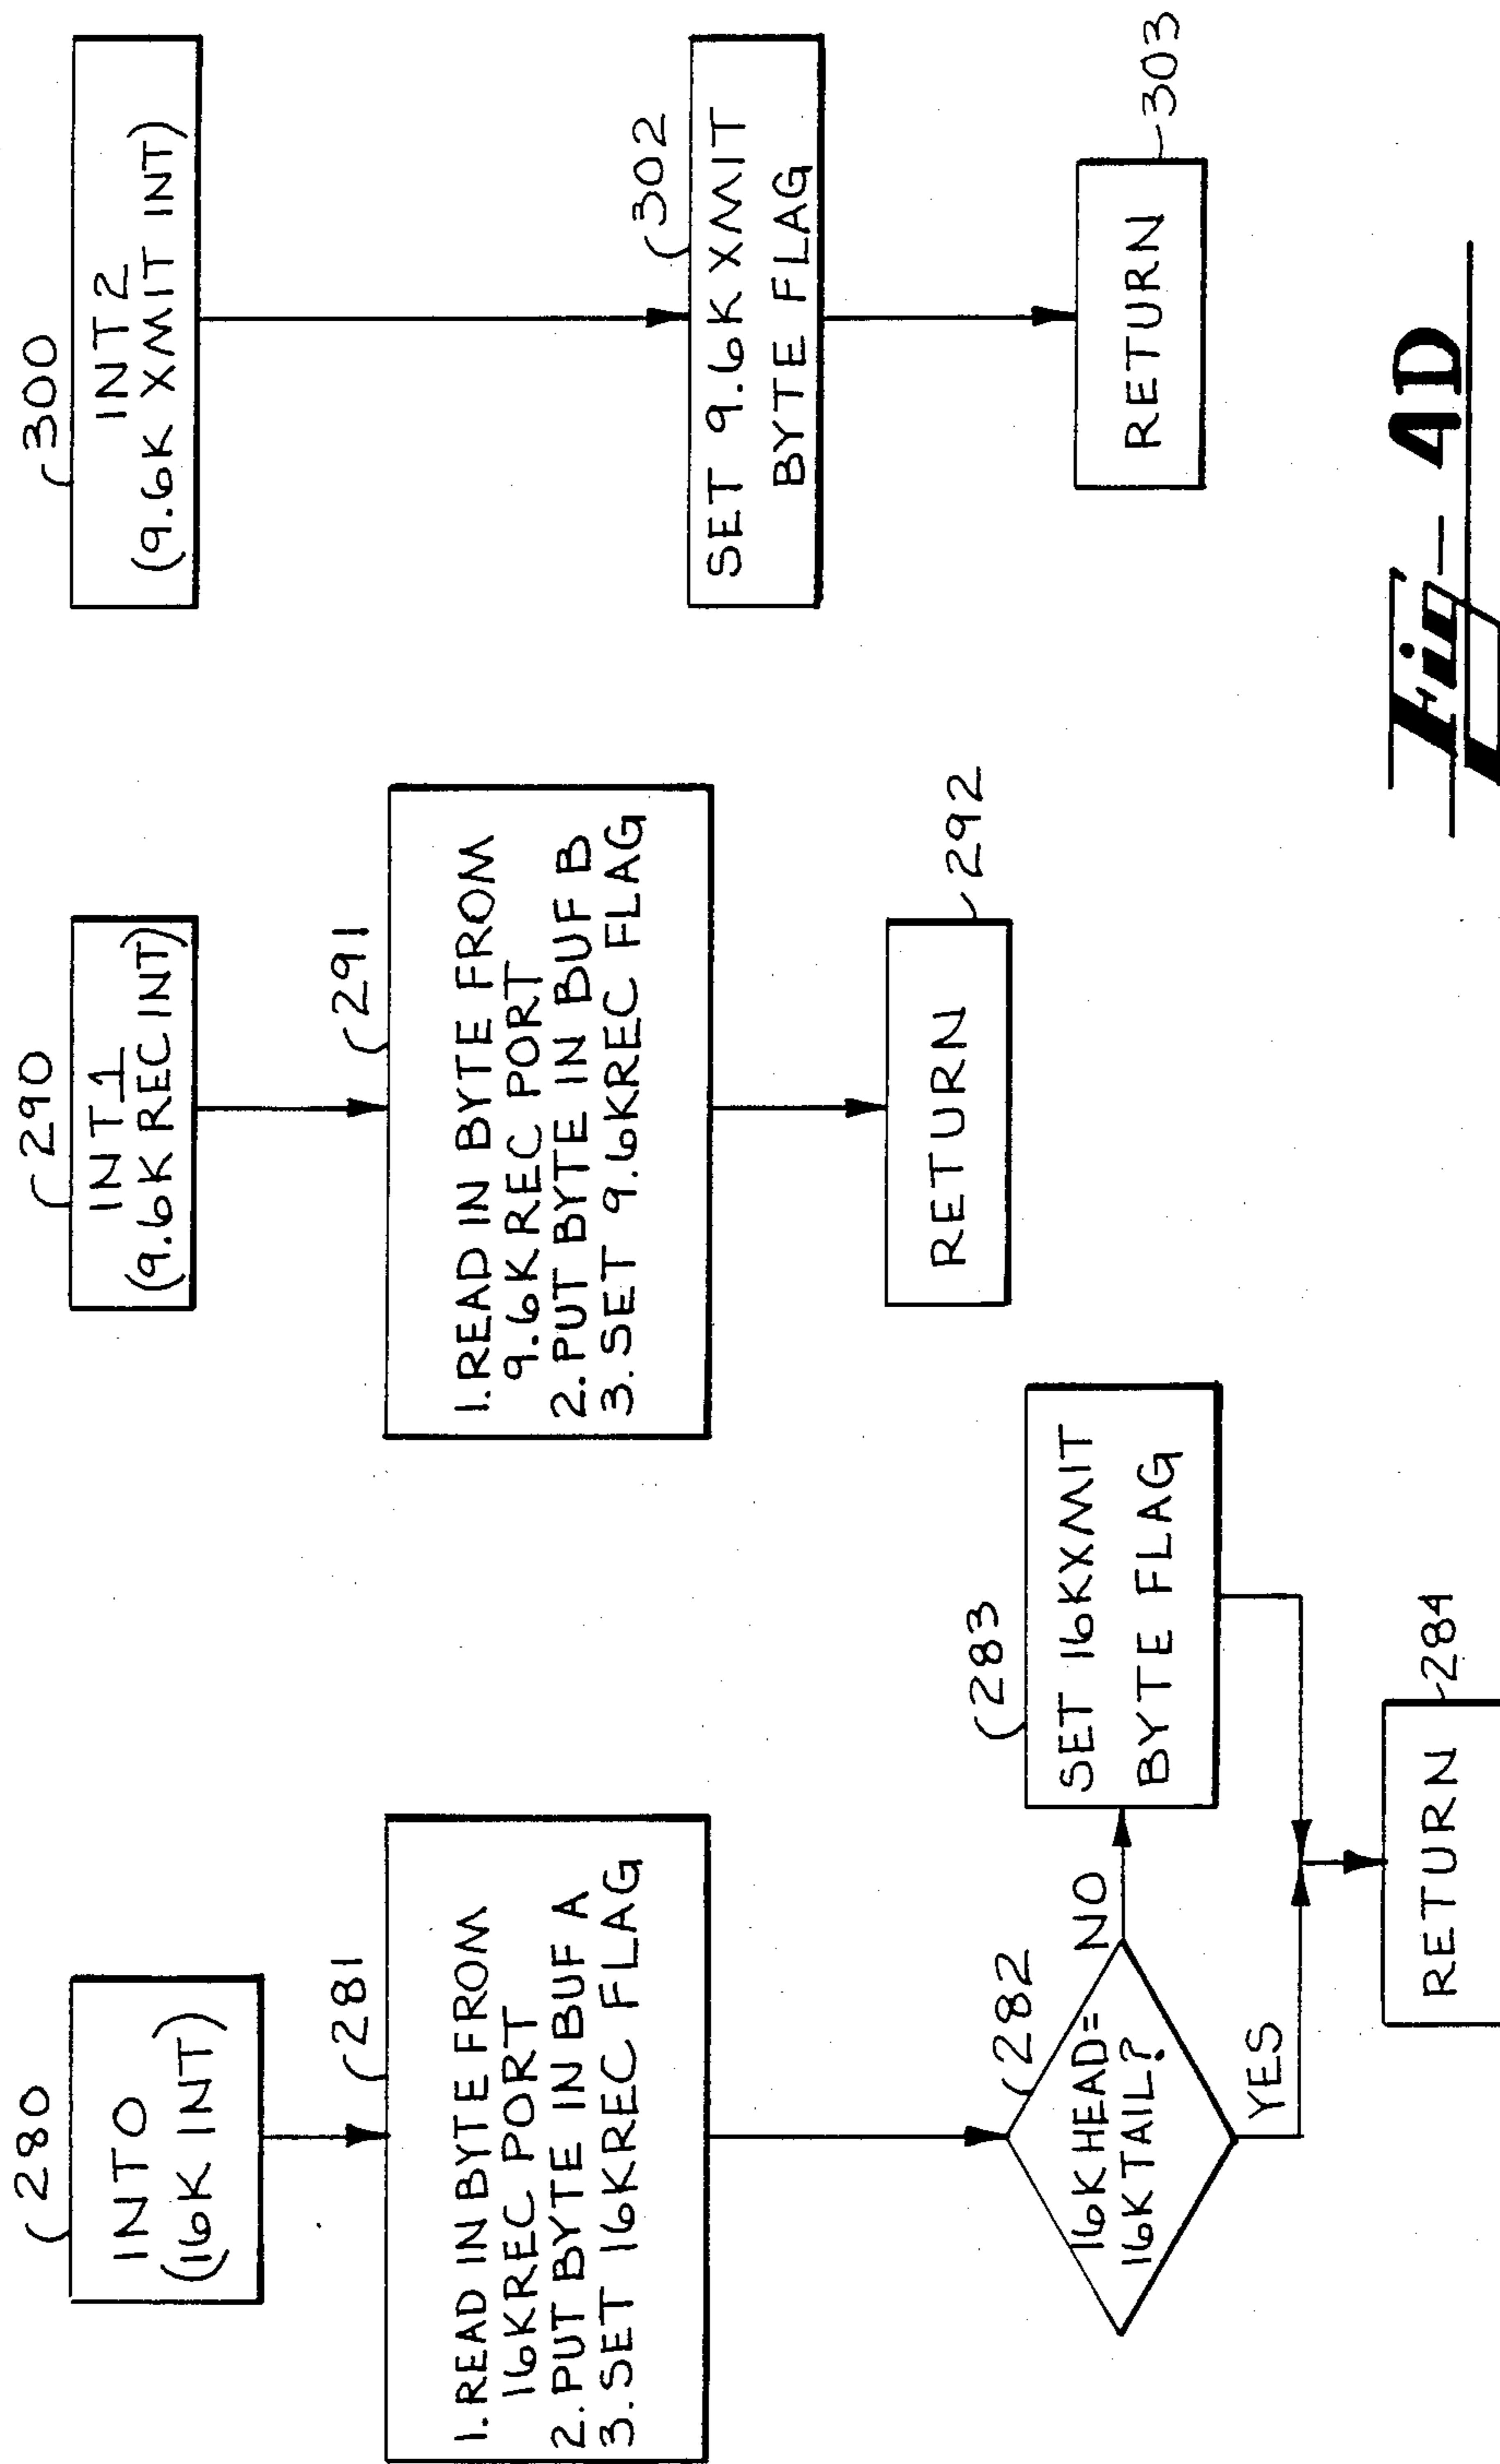 280
INT0
(16K INT)
281
1. READ IN BYTE FROM
16KREC PORT
2. PUT BYTE IN BUF A
3. SET 16KREC FLAG
282
16KHEAD=
16KTAIL?
NO
YES
283
SET 16KXMIT
BYTE FLAG
RETURN
284
290
INT1
(9.6K REC INT)
291
1. READ IN BYTE FROM
9.6KREC PORT
2. PUT BYTE IN BUF B
3. SET 9.6KREC FLAG
RETURN
292
300
INT2
(9.6K XMIT INT)
302
SET 9.6K XMIT
BYTE FLAG
RETURN
303
Fig-4D